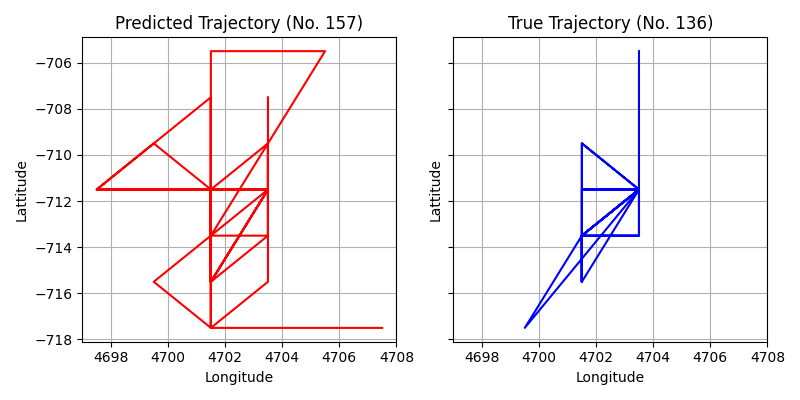 Predicted Trajectory (No. 157)
True Trajectory (No. 136)
−706
−708
−710
−712
−714
−716
−718
Lattitude
Lattitude
4698 4700 4702 4704 4706 4708
4698 4700 4702 4704 4706 4708
Longitude
Longitude